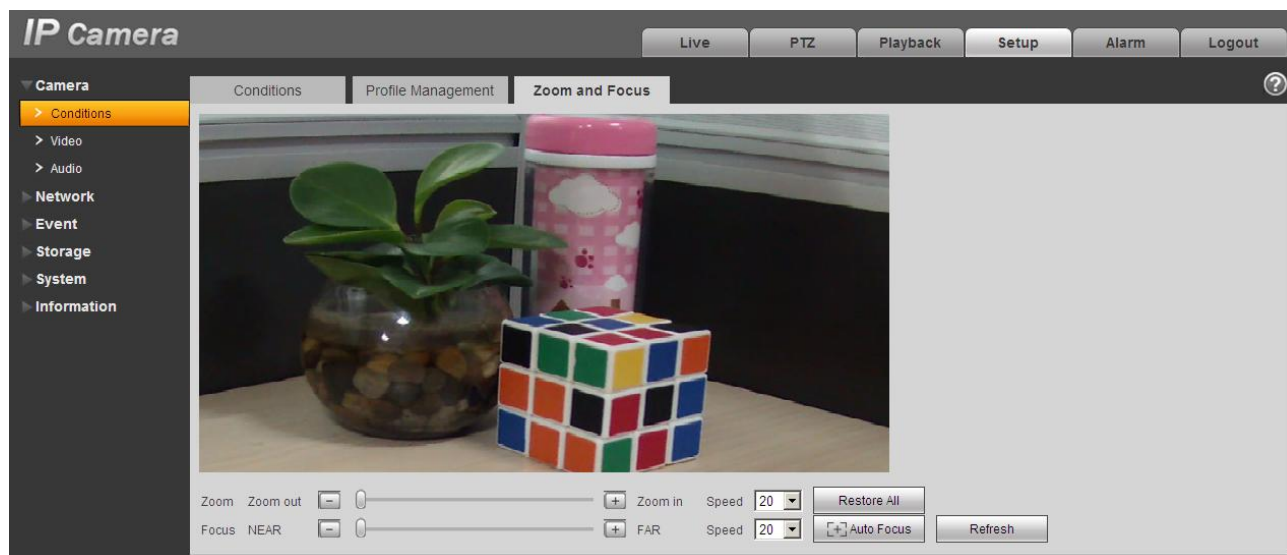 IP Camera
Live PTZ Playback Setup Alarm Logout
Camera
Conditions Profile Management Zoom and Focus
> Conditions
> Video
> Audio
Network
Event
Storage
System
Information
Zoom Zoom out - + Zoom in Speed 20 Restore All
Focus NEAR - + FAR Speed 20 [+] Auto Focus Refresh